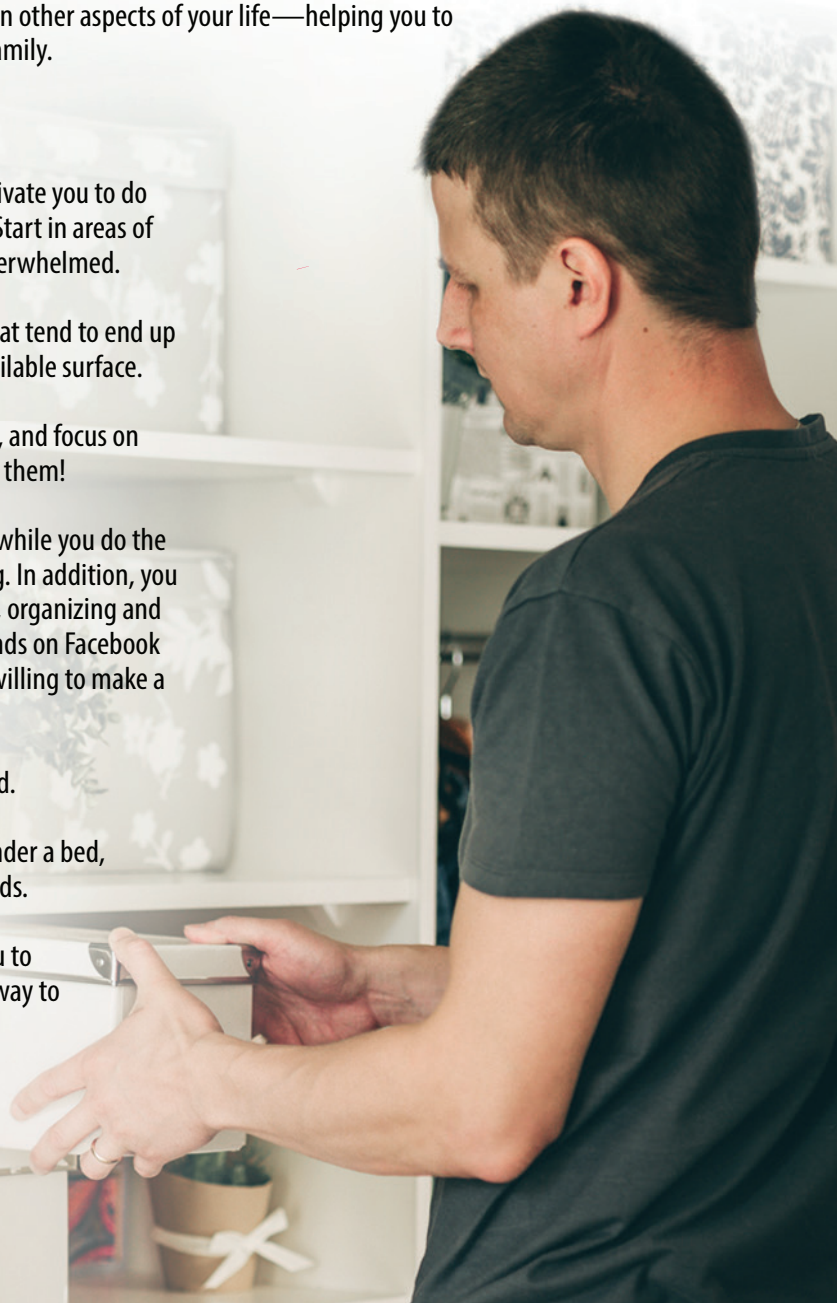 n other aspects of your life—helping you to
amily.
ivate you to do
Start in areas of
erwhelmed.
at tend to end up
ilable surface.
, and focus on
them!
while you do the
g. In addition, you
, organizing and
nds on Facebook
willing to make a
d.
nder a bed,
ds.
u to
way to